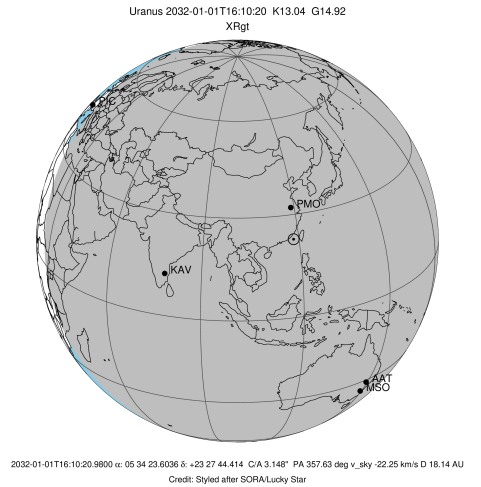 Uranus 2032-01-01T16:10:20 K13.04 G14.92
XRgt
PIC
PMO
KAV
AAT
MSO
2032-01-01T16:10:20.9800 α: 05 34 23.6036 δ: +23 27 44.414 C/A 3.148" PA 357.63 deg v_sky -22.25 km/s D 18.14 AU
Credit: Styled after SORA/Lucky Star